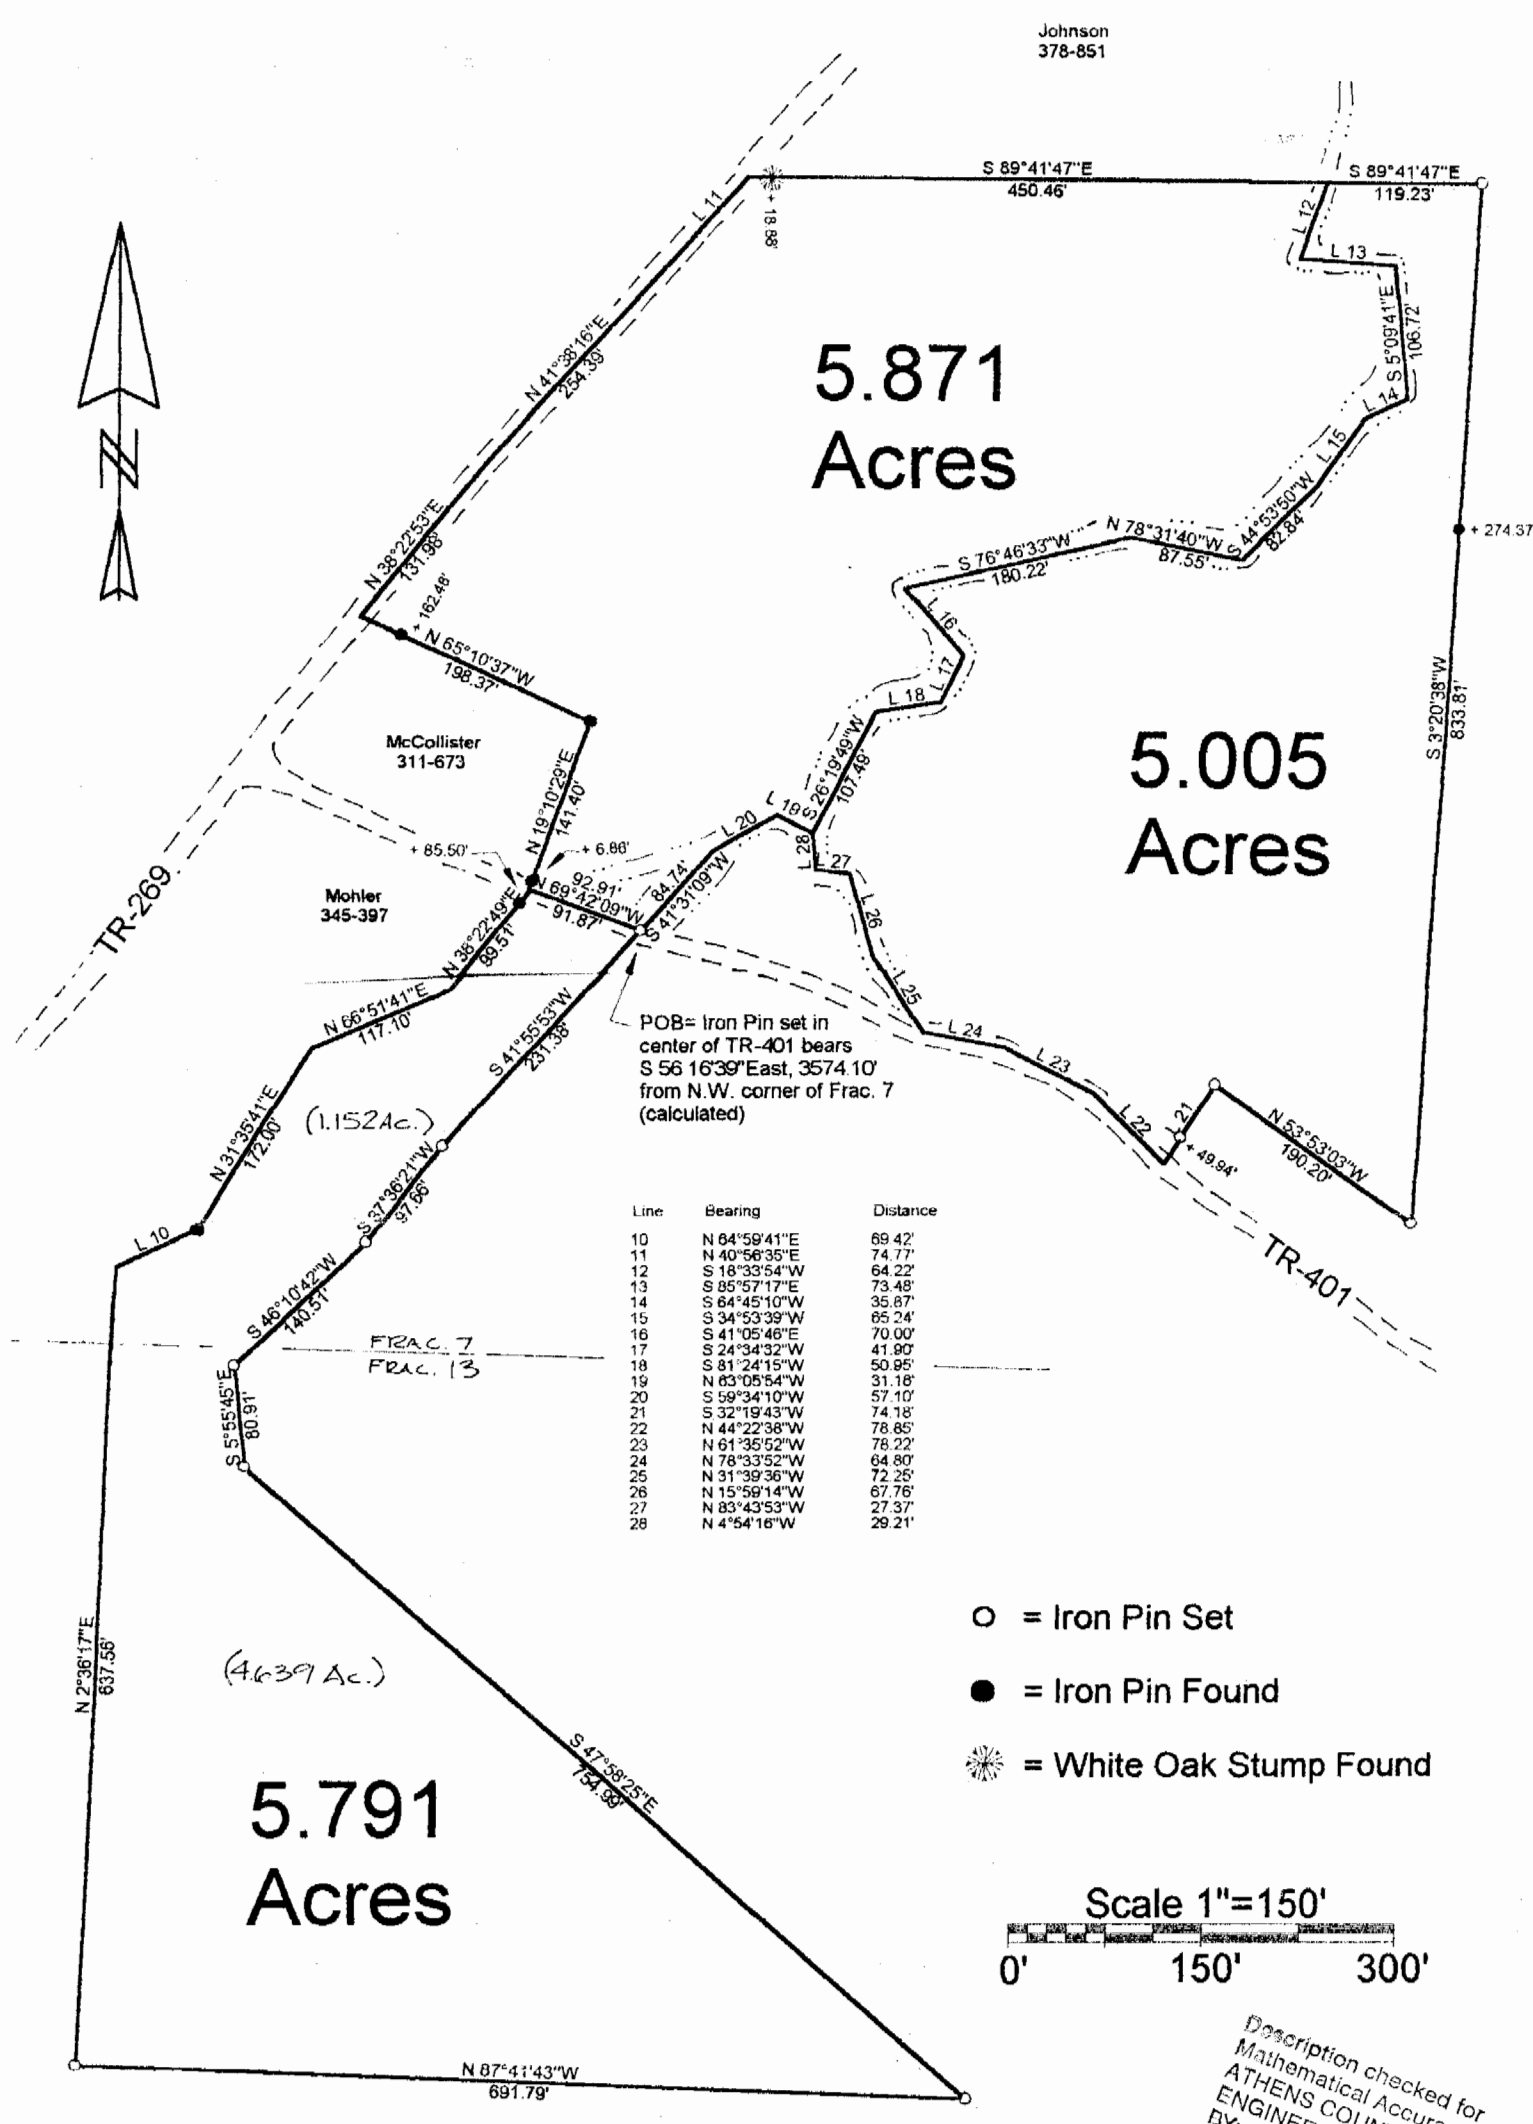 Johnson
378-851
S 89°41'47"E
450.46'
S 89°41'47"E
119.23'
L 11
+ 18.88'
L 12
L 13
S 5°09'41"E
106.72'
L 14
L 15
S 44°53'50"W
82.84'
N 78°31'40"W
87.55'
S 76°46'33"W
180.22'
L 16
L 17
L 18
S 26°19'49"W
107.49'
L 19
L 20
84.74'
S 41°31'09"W
N 41°38'16"E
254.39'
N 38°22'53"E
131.98'
+ 162.48'
N 65°10'37"W
198.37'
N
5.871
Acres
+ 274.37
S 3°20'38"W
833.81'
5.005
Acres
McCollister
311-673
N 19°10'29"E
141.40'
+ 85.50'
+ 6.86'
92.91'
N 69°42'09"W
91.87'
Mohler
345-397
TR-269
N 38°22'49"E
99.51'
N 66°51'41"E
117.10'
N 31°35'41"E
172.00'
L 10
S 41°55'53"W
231.38'
(1.152 Ac.)
S 37°36'21"W
97.66'
S 46°10'42"W
140.51'
POB= Iron Pin set in
center of TR-401 bears
S 56 16'39"East, 3574.10'
from N.W. corner of Frac. 7
(calculated)
L 28
L 27
L 26
L 25
L 24
L 23
L 22
L 21
+ 49.94'
N 53°53'03"W
190.20'
TR-401
FRAC. 7
FRAC. 13
S 5°55'45"E
80.91'
Line Bearing Distance
10 N 64°59'41"E 69.42'
11 N 40°56'35"E 74.77'
12 S 18°33'54"W 64.22'
13 S 85°57'17"E 73.48'
14 S 64°45'10"W 35.67'
15 S 34°53'39"W 65.24'
16 S 41°05'46"E 70.00'
17 S 24°34'32"W 41.90'
18 S 81°24'15"W 50.95'
19 N 63°05'54"W 31.18'
20 S 59°34'10"W 57.10'
21 S 32°19'43"W 74.18'
22 N 44°22'38"W 78.65'
23 N 61°35'52"W 78.22'
24 N 78°33'52"W 64.80'
25 N 31°39'36"W 72.25'
26 N 15°59'14"W 67.76'
27 N 83°43'53"W 27.37'
28 N 4°54'16"W 29.21'
N 2°36'17"E
637.56'
(4.639 Ac.)
5.791
Acres
S 47°58'25"E
754.99'
N 87°41'43"W
691.79'
= Iron Pin Set
= Iron Pin Found
= White Oak Stump Found
Scale 1"=150'
0' 150' 300'
Description checked for
Mathematical Accura
ATHENS COUN
ENGINEE
BY